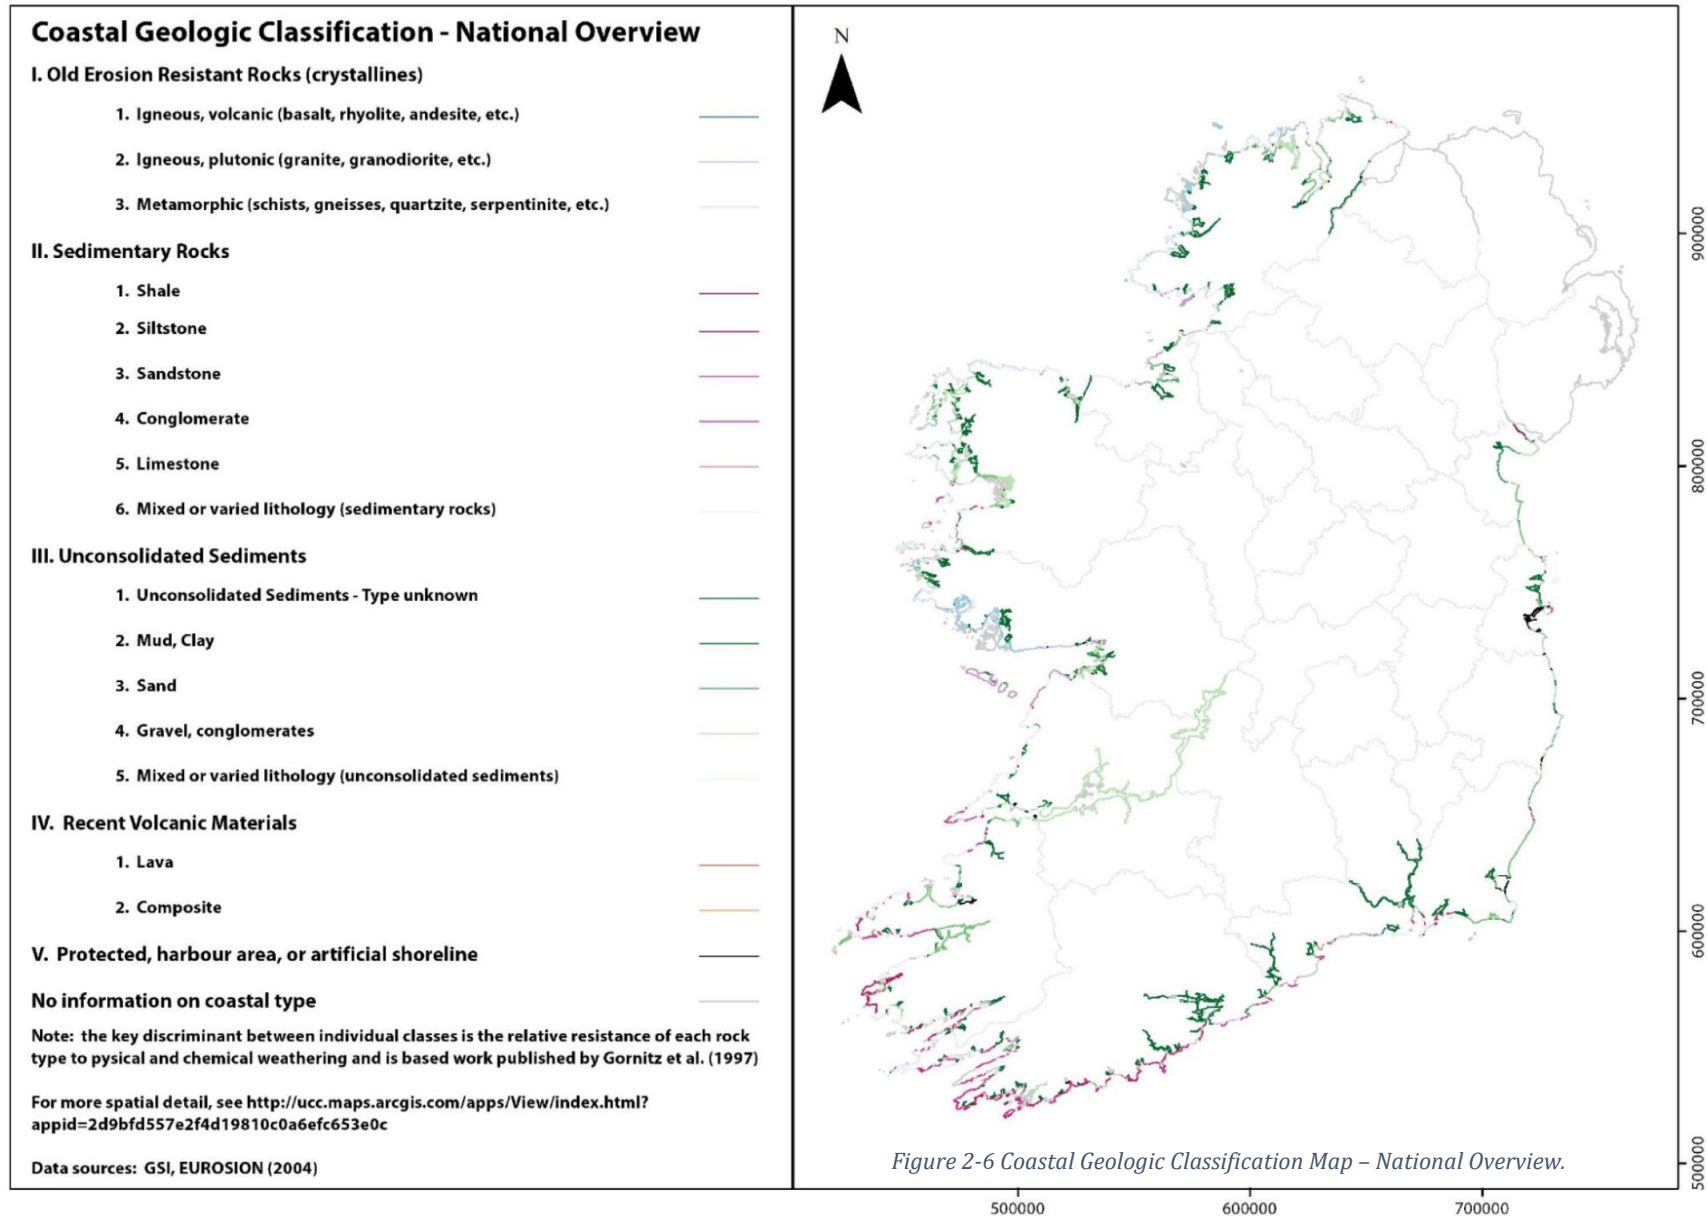 Coastal Geologic Classification - National Overview
I. Old Erosion Resistant Rocks (crystallines)
1. Igneous, volcanic (basalt, rhyolite, andesite, etc.)
2. Igneous, plutonic (granite, granodiorite, etc.)
3. Metamorphic (schists, gneisses, quartzite, serpentinite, etc.)
II. Sedimentary Rocks
1. Shale
2. Siltstone
3. Sandstone
4. Conglomerate
5. Limestone
6. Mixed or varied lithology (sedimentary rocks)
III. Unconsolidated Sediments
1. Unconsolidated Sediments - Type unknown
2. Mud, Clay
3. Sand
4. Gravel, conglomerates
5. Mixed or varied lithology (unconsolidated sediments)
IV. Recent Volcanic Materials
1. Lava
2. Composite
V. Protected, harbour area, or artificial shoreline
No information on coastal type
Note: the key discriminant between individual classes is the relative resistance of each rock
type to pysical and chemical weathering and is based work published by Gornitz et al. (1997)
For more spatial detail, see http://ucc.maps.arcgis.com/apps/View/index.html?
appid=2d9bfd557e2f4d19810c0a6efc653e0c
Data sources: GSI, EUROSION (2004)
N
900000
800000
700000
600000
500000
Figure 2-6 Coastal Geologic Classification Map – National Overview.
500000
600000
700000